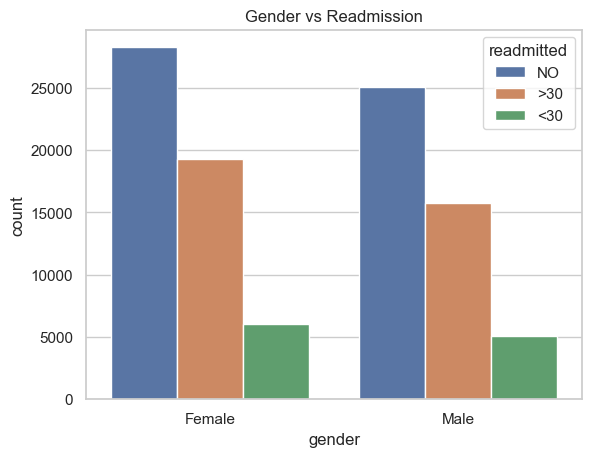 Gender vs Readmission
readmitted
NO
>30
<30
25000
20000
15000
10000
5000
0
count
Female
Male
gender